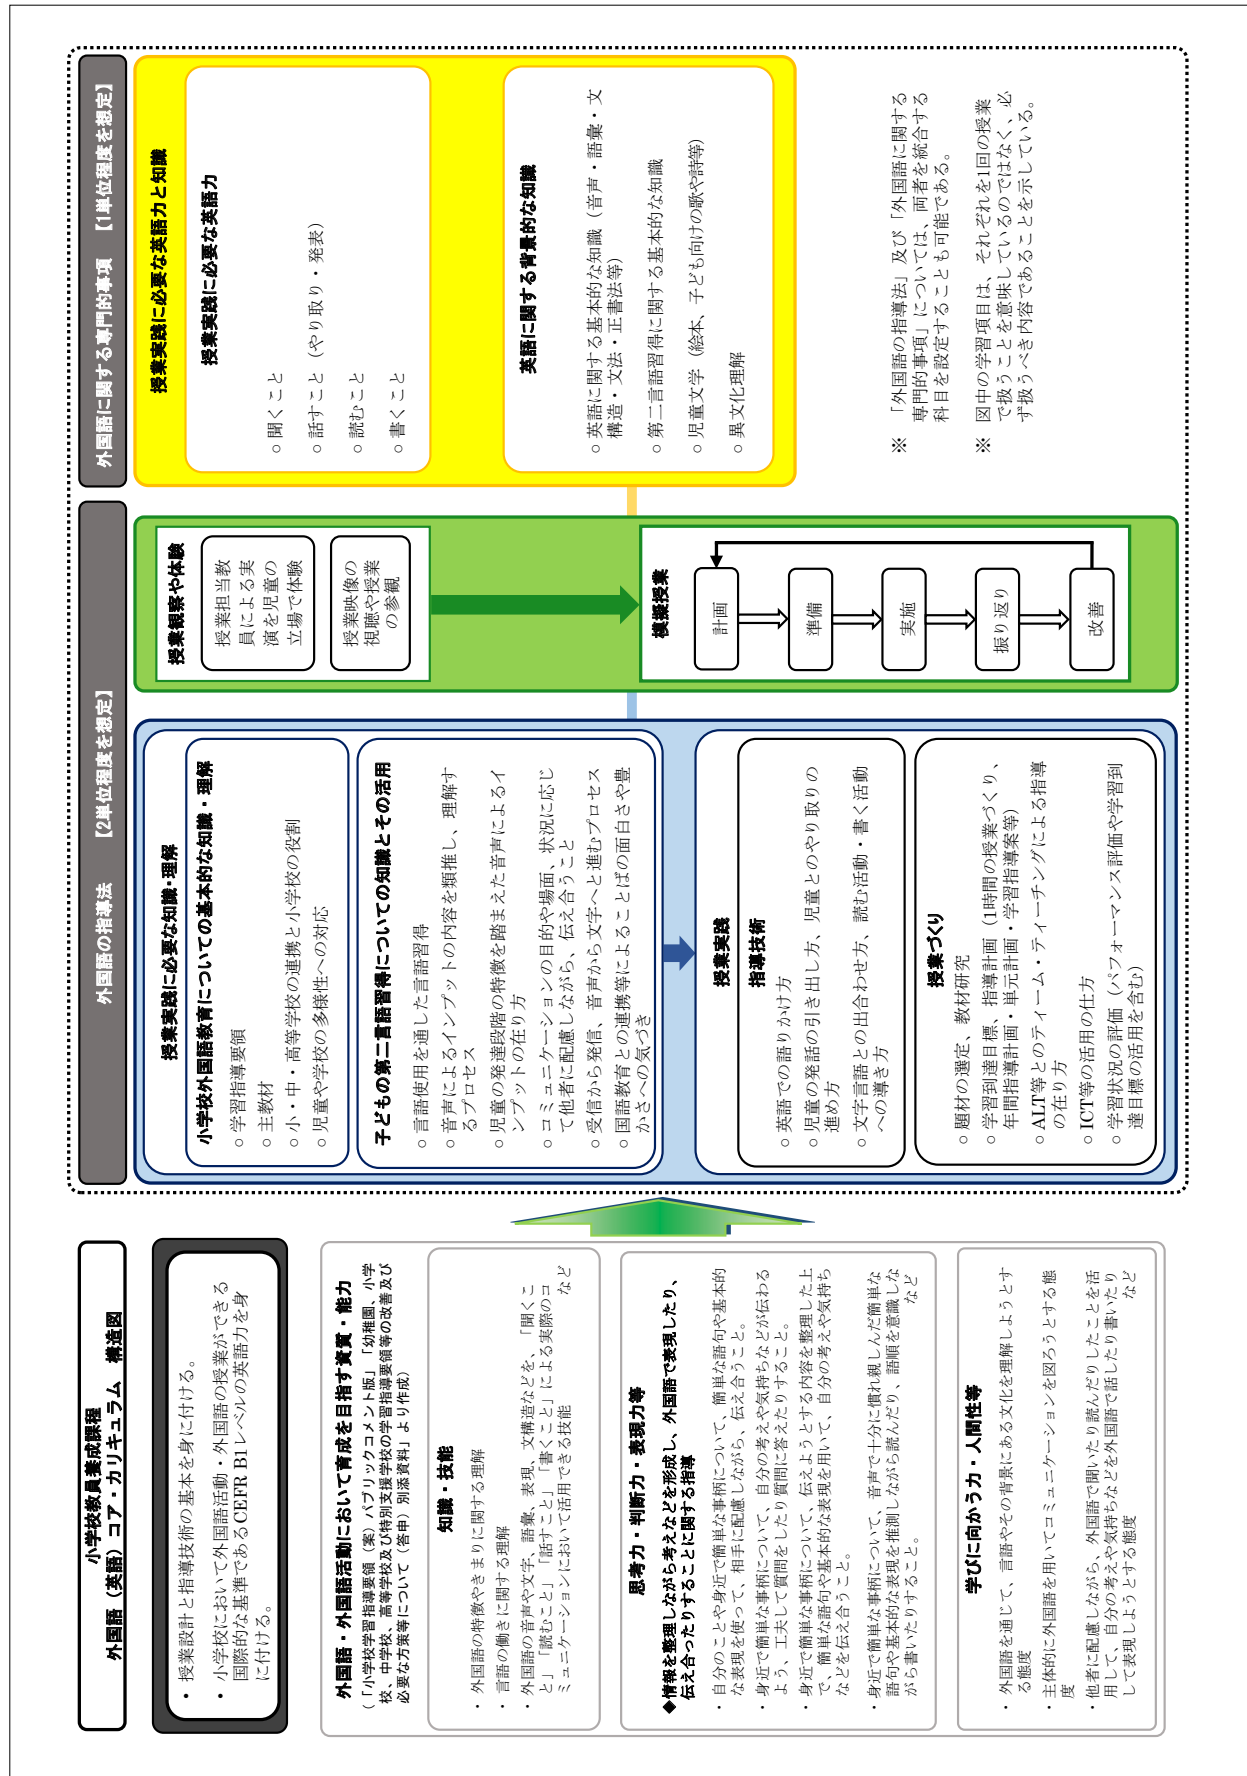 小学校教員養成課程
外国語（英語）コア・カリキュラム　構造図
・ 授業設計と指導技術の基本を身に付ける。
・ 小学校において外国語活動・外国語の授業ができる
国際的な基準であるCEFR B1レベルの英語力を身
に付ける。
外国語・外国語活動において育成を目指す資質・能力
（「小学校学習指導要領（案）パブリックコメント版」「幼稚園、小学
校、中学校、高等学校及び特別支援学校の学習指導要領等の改善及び
必要な方策等について（答申）別添資料」より作成）
知識・技能
・外国語の特徴やきまりに関する理解
・言語の働きに関する理解
・外国語の音声や文字、語彙、表現、文構造などを、「聞くこ
と」「読むこと」「話すこと」「書くこと」による実際のコ
ミュニケーションにおいて活用できる技能　など
思考力・判断力・表現力等
◆情報を整理しながら考えなどを形成し、外国語で表現したり、
伝え合ったりすることに関する指導
・自分のことや身近で簡単な事柄について、簡単な語句や基本的
な表現を使って、相手に配慮しながら、伝え合うこと。
・身近で簡単な事柄について、自分の考えや気持ちなどが伝わる
よう、工夫して質問をしたり質問に答えたりすること。
・身近で簡単な事柄について、伝えようとする内容を整理した上
で、簡単な語句や基本的な表現を用いて、自分の考えや気持ち
などを伝え合うこと。
・身近で簡単な事柄について、音声で十分に慣れ親しんだ簡単な
語句や基本的な表現を推測しながら読んだり、語順を意識しな
がら書いたりすること。　など
学びに向かう力・人間性等
・外国語を通じて、言語やその背景にある文化を理解しようとす
る態度
・主体的に外国語を用いてコミュニケーションを図ろうとする態
度
・他者に配慮しながら、外国語で聞いたり読んだりしたことを活
用して、自分の考えや気持ちなどを外国語で話したり書いたり
して表現しようとする態度　など
外国語の指導法　【2単位程度を想定】
授業実践に必要な知識・理解
小学校外国語教育についての基本的な知識・理解
○学習指導要領
○主教材
○小・中・高等学校の連携と小学校の役割
○児童や学校の多様性への対応
子どもの第二言語習得についての知識とその活用
○言語使用を通した言語習得
○音声によるインプットの内容を類推し、理解す
るプロセス
○児童の発達段階の特徴を踏まえた音声によるイ
ンプットの在り方
○コミュニケーションの目的や場面、状況に応じ
て他者に配慮しながら、伝え合うこと
○受信から発信、音声から文字へと進むプロセス
○国語教育との連携等によることばの面白さや豊
かさへの気づき
授業実践
指導技術
○英語での語りかけ方
○児童の発話の引き出し方、児童とのやり取りの
進め方
○文字言語との出合わせ方、読む活動・書く活動
への導き方
授業づくり
○題材の選定、教材研究
○学習到達目標、指導計画（1時間の授業づくり、
年間指導計画・単元計画・学習指導案等）
○ALT等とのティーム・ティーチングによる指導
の在り方
○ICT等の活用の仕方
○学習状況の評価（パフォーマンス評価や学習到
達目標の活用を含む）
授業観察や体験
授業担当教
員による実
演を児童の
立場で体験
授業映像の
視聴や授業
の参観
模擬授業
計画
準備
実施
振り返り
改善
外国語に関する専門的事項　【1単位程度を想定】
授業実践に必要な英語力と知識
授業実践に必要な英語力
○聞くこと
○話すこと（やり取り・発表）
○読むこと
○書くこと
英語に関する背景的な知識
○英語に関する基本的な知識（音声・語彙・文
構造・文法・正書法等）
○第二言語習得に関する基本的な知識
○児童文学（絵本、子ども向けの歌や詩等）
○異文化理解
※　「外国語の指導法」及び「外国語に関する
専門的事項」については、両者を統合する
科目を設定することも可能である。
※　図中の学習項目は、それぞれを1回の授業
で扱うことを意味しているのではなく、必
ず扱うべき内容であることを示している。